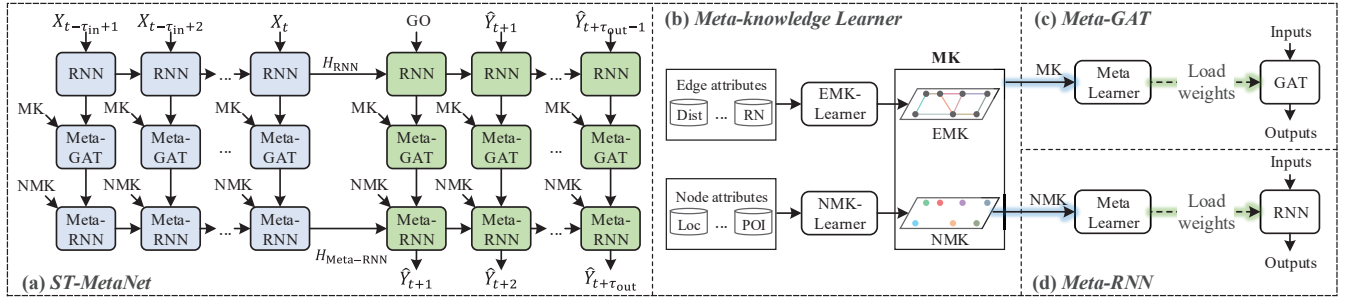 X_{t-τ_in+1} X_{t-τ_in+2} X_t GO Ŷ_{t+1} Ŷ_{t+τ_out-1}
RNN RNN ... RNN H_RNN RNN RNN ... RNN
MK MK MK MK MK MK
Meta-GAT Meta-GAT ... Meta-GAT Meta-GAT Meta-GAT ... Meta-GAT
NMK NMK NMK NMK NMK NMK
Meta-RNN Meta-RNN ... Meta-RNN H_{Meta-RNN} Meta-RNN Meta-RNN ... Meta-RNN
Ŷ_{t+1} Ŷ_{t+2} Ŷ_{t+τ_out}
(a) ST-MetaNet
(b) Meta-knowledge Learner
MK
Edge attributes
Dist ... RN
EMK-
Learner
EMK
Node attributes
Loc ... POI
NMK-
Learner
NMK
(c) Meta-GAT
Inputs
MK
Meta
Learner
Load
weights
GAT
Outputs
Inputs
NMK
Meta
Learner
Load
weights
RNN
Outputs
(d) Meta-RNN